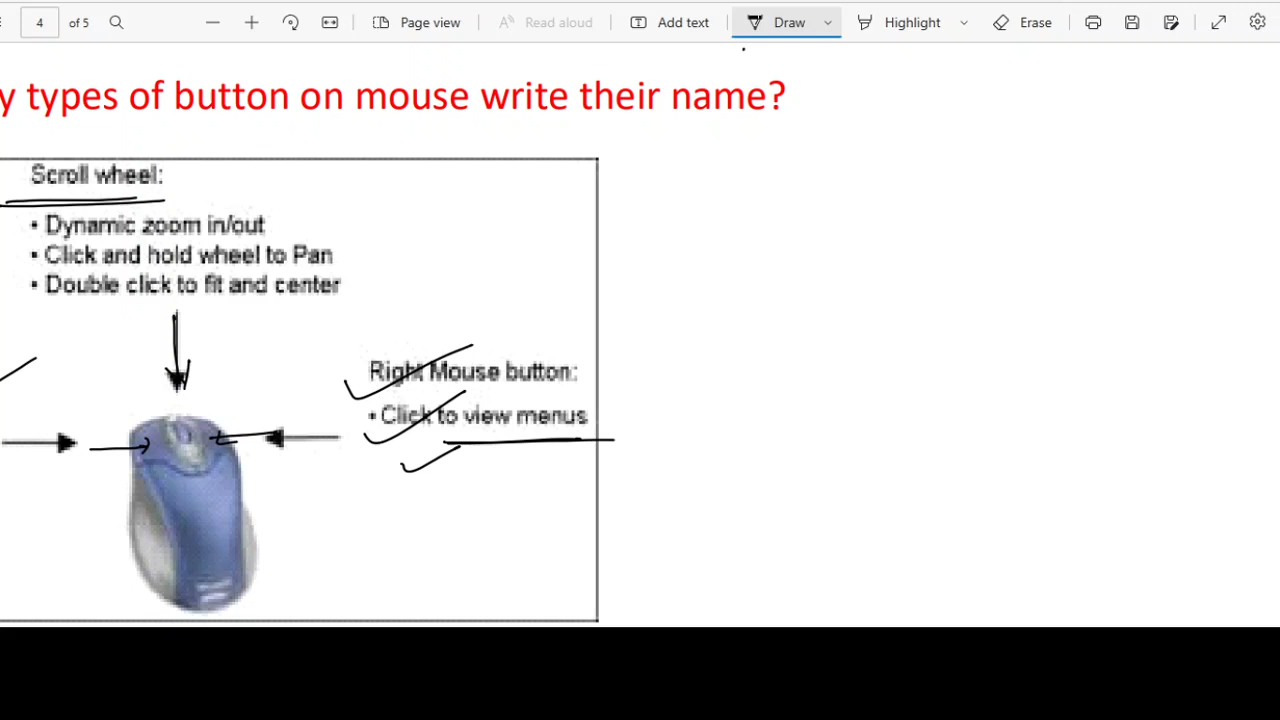 4 of 5 Page view Read aloud Add text Draw Highlight Erase
y types of button on mouse write their name?
Scroll wheel:
• Dynamic zoom in/out
• Click and hold wheel to Pan
• Double click to fit and center
Right Mouse button:
• Click to view menus